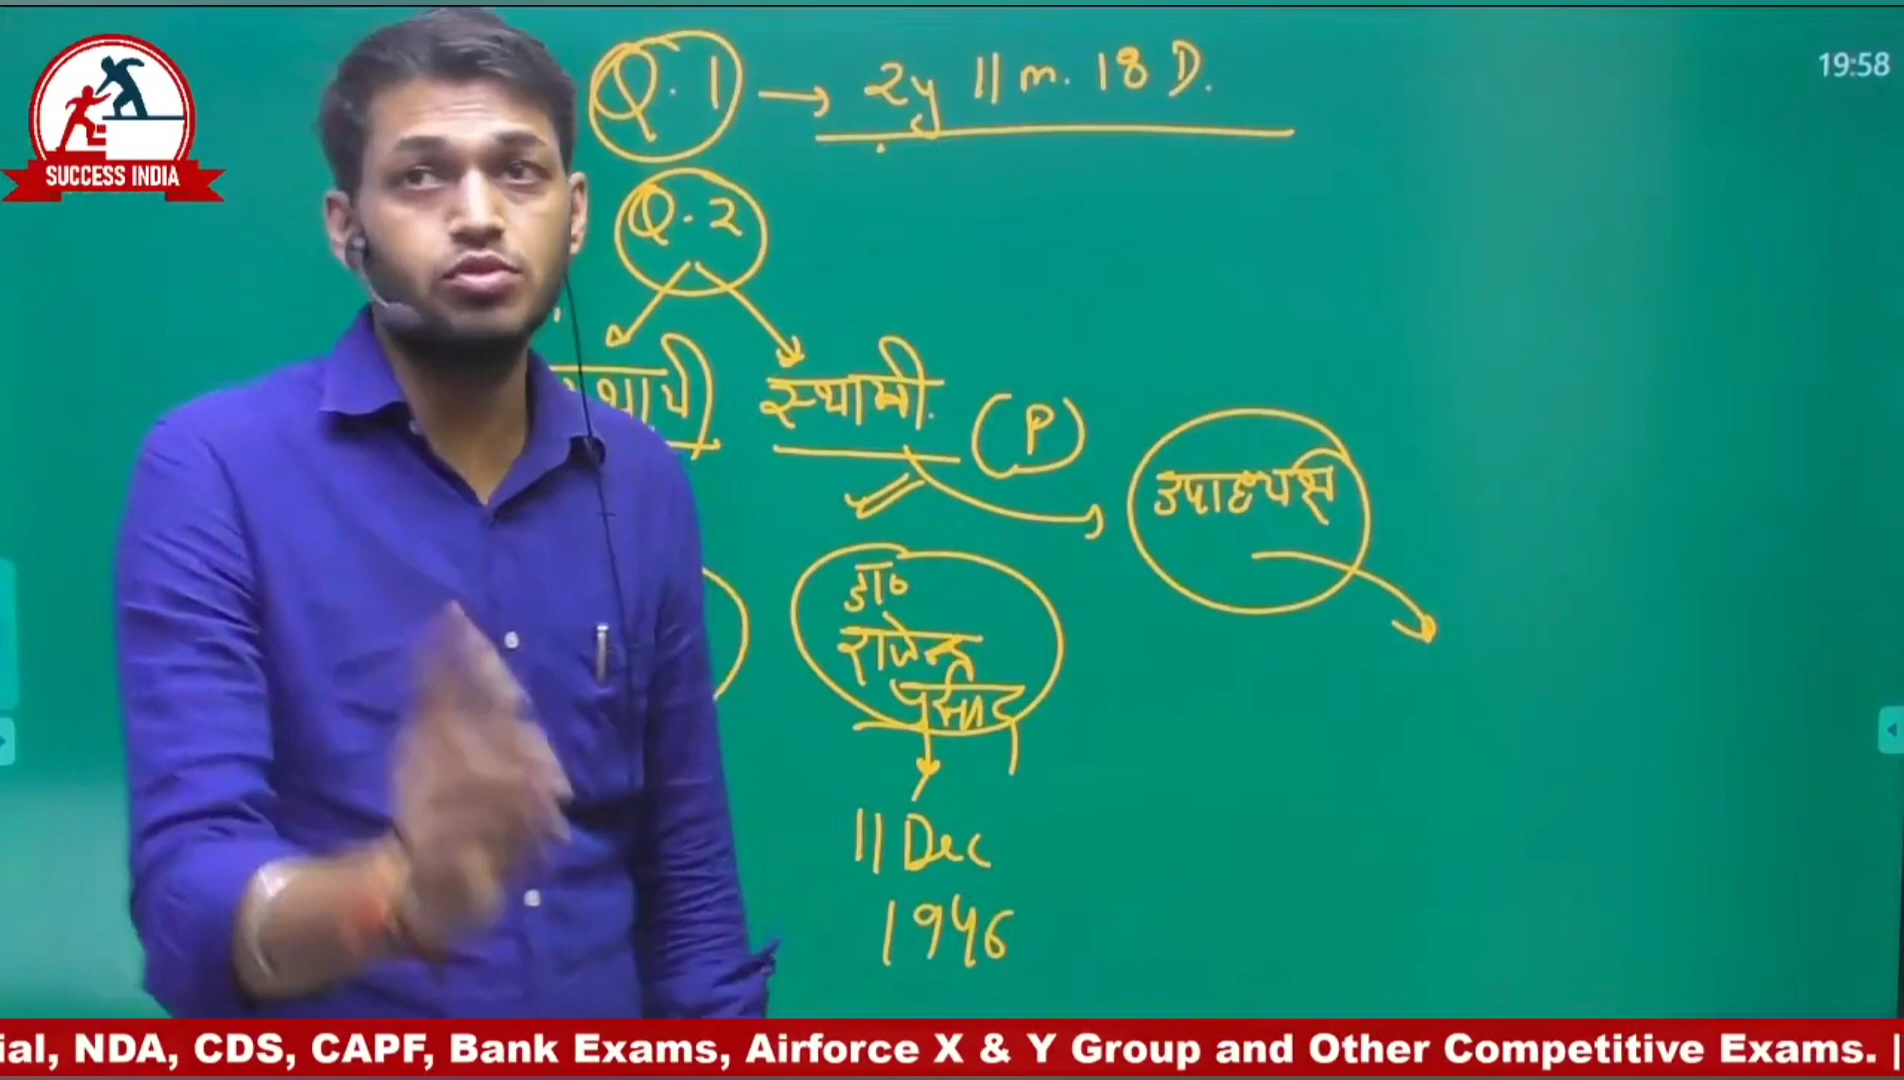 19:58
SUCCESS INDIA
Q.1 → 2y 11 m. 18 D.
Q.2
स्थायी (P)
उपाध्यक्ष
डा०
राजेन्द्र
प्रसाद
11 Dec
1946
ial, NDA, CDS, CAPF, Bank Exams, Airforce X & Y Group and Other Competitive Exams. |